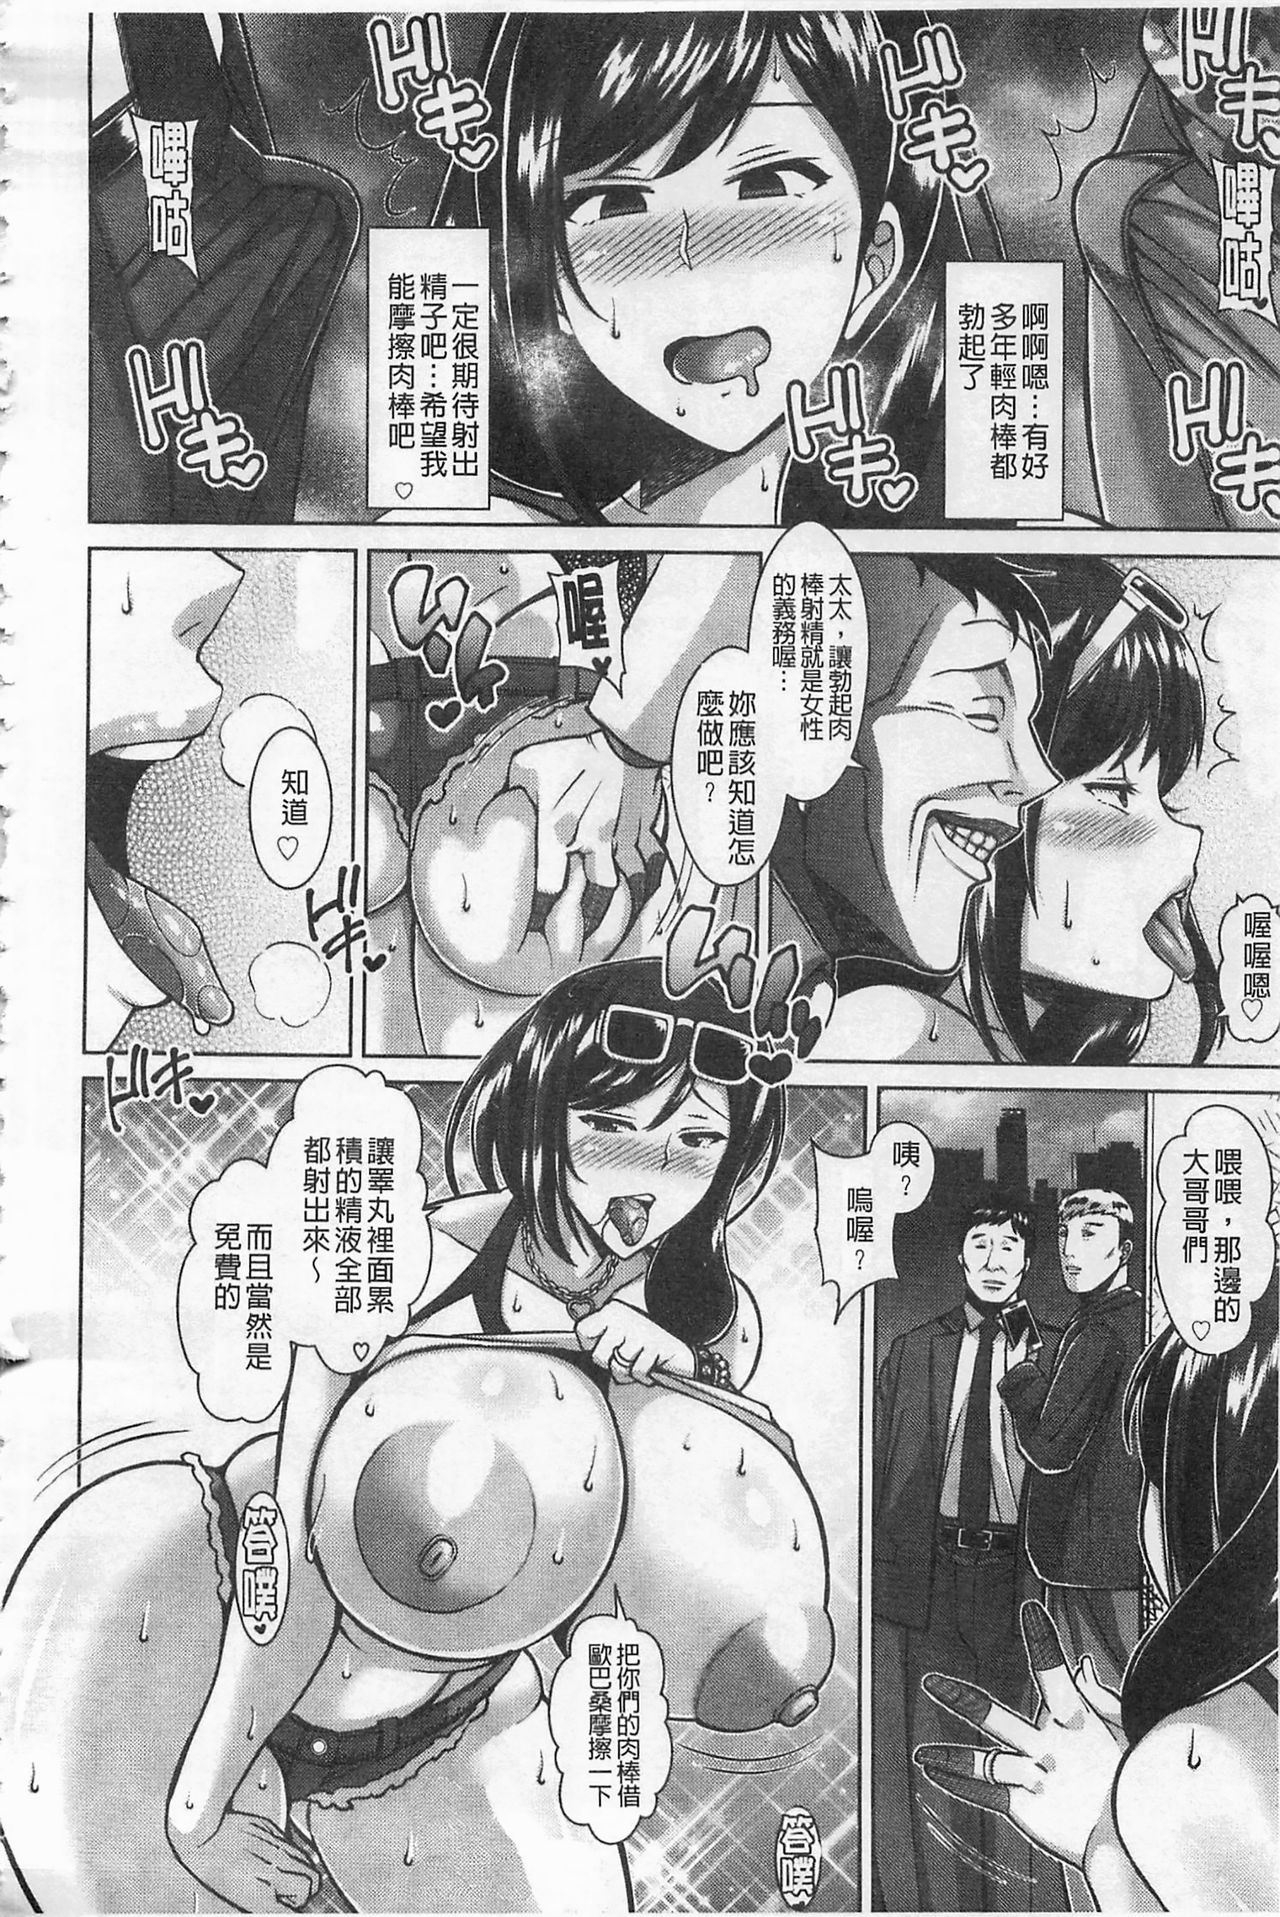 ドキ
ドキ
ドキ
ドキ
嗶咕
嗶咕
啊啊嗯…有好
多年輕肉棒都
勃起了
一定很期待射出
精子吧…希望我
能摩擦肉棒吧♡
太太，讓勃起肉
棒射精就是女性
的義務喔…
妳應該知道怎
麼做吧？
喔喔嗯♡
喔♥
ドキ
知道♡
ドキ
喂喂，那邊的
大哥哥們♡
咦？
嗚喔？
讓睪丸裡面累
積的精液全部
都射出來～♡
而且當然是
免費的
把你們的肉棒借
歐巴桑摩擦一下
答噗♥
答噗♥